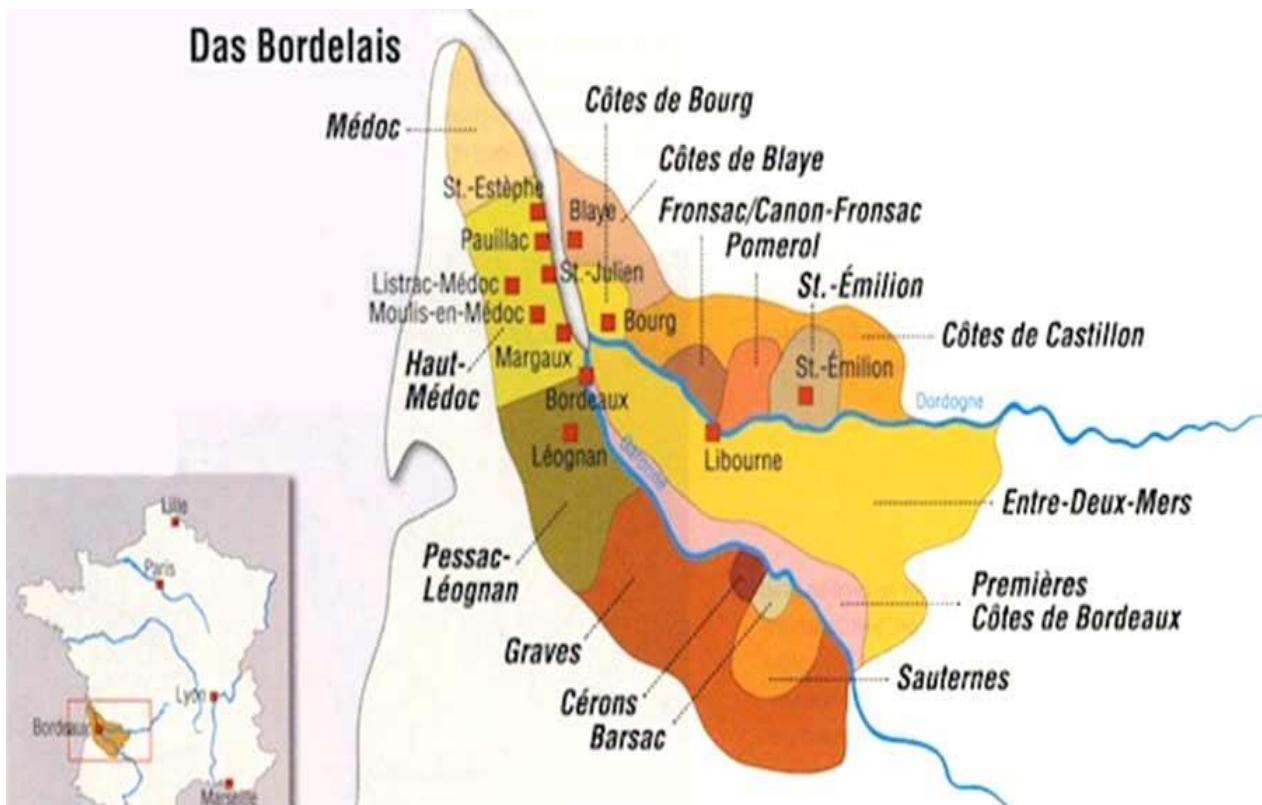 Das Bordelais
Médoc
Côtes de Bourg
Côtes de Blaye
Fronsac/Canon-Fronsac
Pomerol
St.-Émilion
Côtes de Castillon
St.-Estèphe
Blaye
Pauillac
St.-Julien
Listrac-Médoc
Moulis-en-Médoc
Bourg
Margaux
Haut-
Médoc
St.-Émilion
Bordeaux
Dordogne
Léognan
Garonne
Libourne
Entre-Deux-Mers
Pessac-
Léognan
Premières
Côtes de Bordeaux
Graves
Sauternes
Cérons
Barsac
Lille
Paris
Lyon
Bordeaux
Marseille